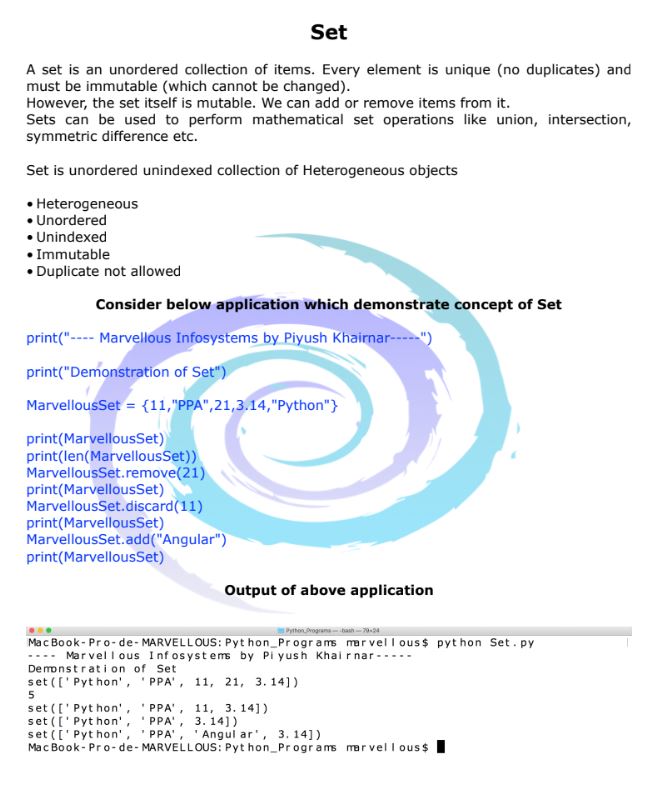 Set
A set is an unordered collection of items. Every element is unique (no duplicates) and
must be immutable (which cannot be changed).
However, the set itself is mutable. We can add or remove items from it.
Sets can be used to perform mathematical set operations like union, intersection,
symmetric difference etc.
Set is unordered unindexed collection of Heterogeneous objects
• Heterogeneous
• Unordered
• Unindexed
• Immutable
• Duplicate not allowed
Consider below application which demonstrate concept of Set
print("---- Marvellous Infosystems by Piyush Khairnar-----")
print("Demonstration of Set")
MarvellousSet = {11,"PPA",21,3.14,"Python"}
print(MarvellousSet)
print(len(MarvellousSet))
MarvellousSet.remove(21)
print(MarvellousSet)
MarvellousSet.discard(11)
print(MarvellousSet)
MarvellousSet.add("Angular")
print(MarvellousSet)
Output of above application
Python_Programs — -bash — 79×24
MacBook-Pro-de-MARVELLOUS:Python_Programs marvellous$ python Set.py
---- Marvellous Infosystems by Piyush Khairnar-----
Demonstration of Set
set(['Python', 'PPA', 11, 21, 3.14])
5
set(['Python', 'PPA', 11, 3.14])
set(['Python', 'PPA', 3.14])
set(['Python', 'PPA', 'Angular', 3.14])
MacBook-Pro-de-MARVELLOUS:Python_Programs marvellous$